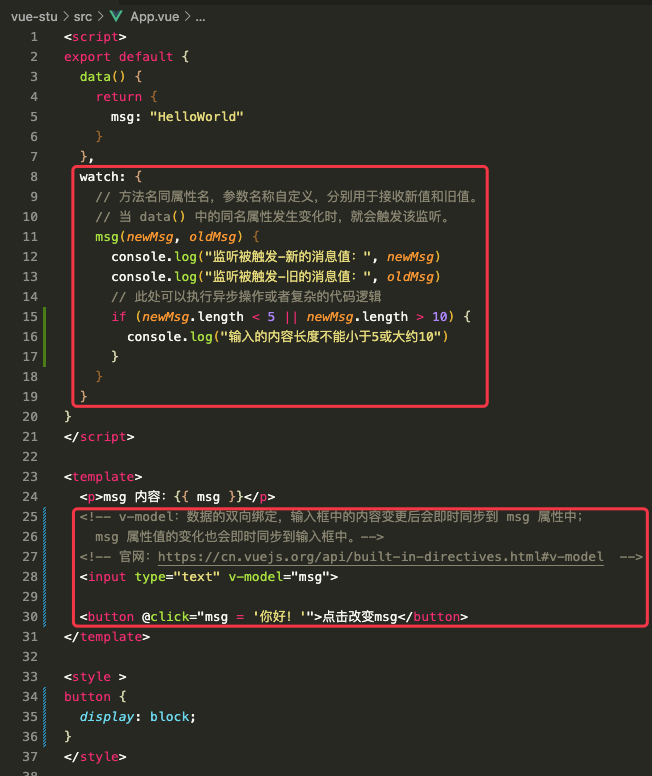 vue-stu > src > App.vue > ...
1 <script>
2 export default {
3   data() {
4     return {
5       msg: "HelloWorld"
6     }
7   },
8   watch: {
9     // 方法名同属性名，参数名称自定义，分别用于接收新值和旧值。
10     // 当 data() 中的同名属性发生变化时，就会触发该监听。
11     msg(newMsg, oldMsg) {
12       console.log("监听被触发-新的消息值：", newMsg)
13       console.log("监听被触发-旧的消息值：", oldMsg)
14       // 此处可以执行异步操作或者复杂的代码逻辑
15       if (newMsg.length < 5 || newMsg.length > 10) {
16         console.log("输入的内容长度不能小于5或大约10")
17       }
18     }
19   }
20 }
21 </script>
22
23 <template>
24   <p>msg 内容：{{ msg }}</p>
25   <!-- v-model：数据的双向绑定，输入框中的内容变更后会即时同步到 msg 属性中；
26     msg 属性值的变化也会即时同步到输入框中。-->
27   <!-- 官网：https://cn.vuejs.org/api/built-in-directives.html#v-model  -->
28   <input type="text" v-model="msg">
29
30   <button @click="msg = '你好！'">点击改变msg</button>
31 </template>
32
33 <style >
34 button {
35   display: block;
36 }
37 </style>
38